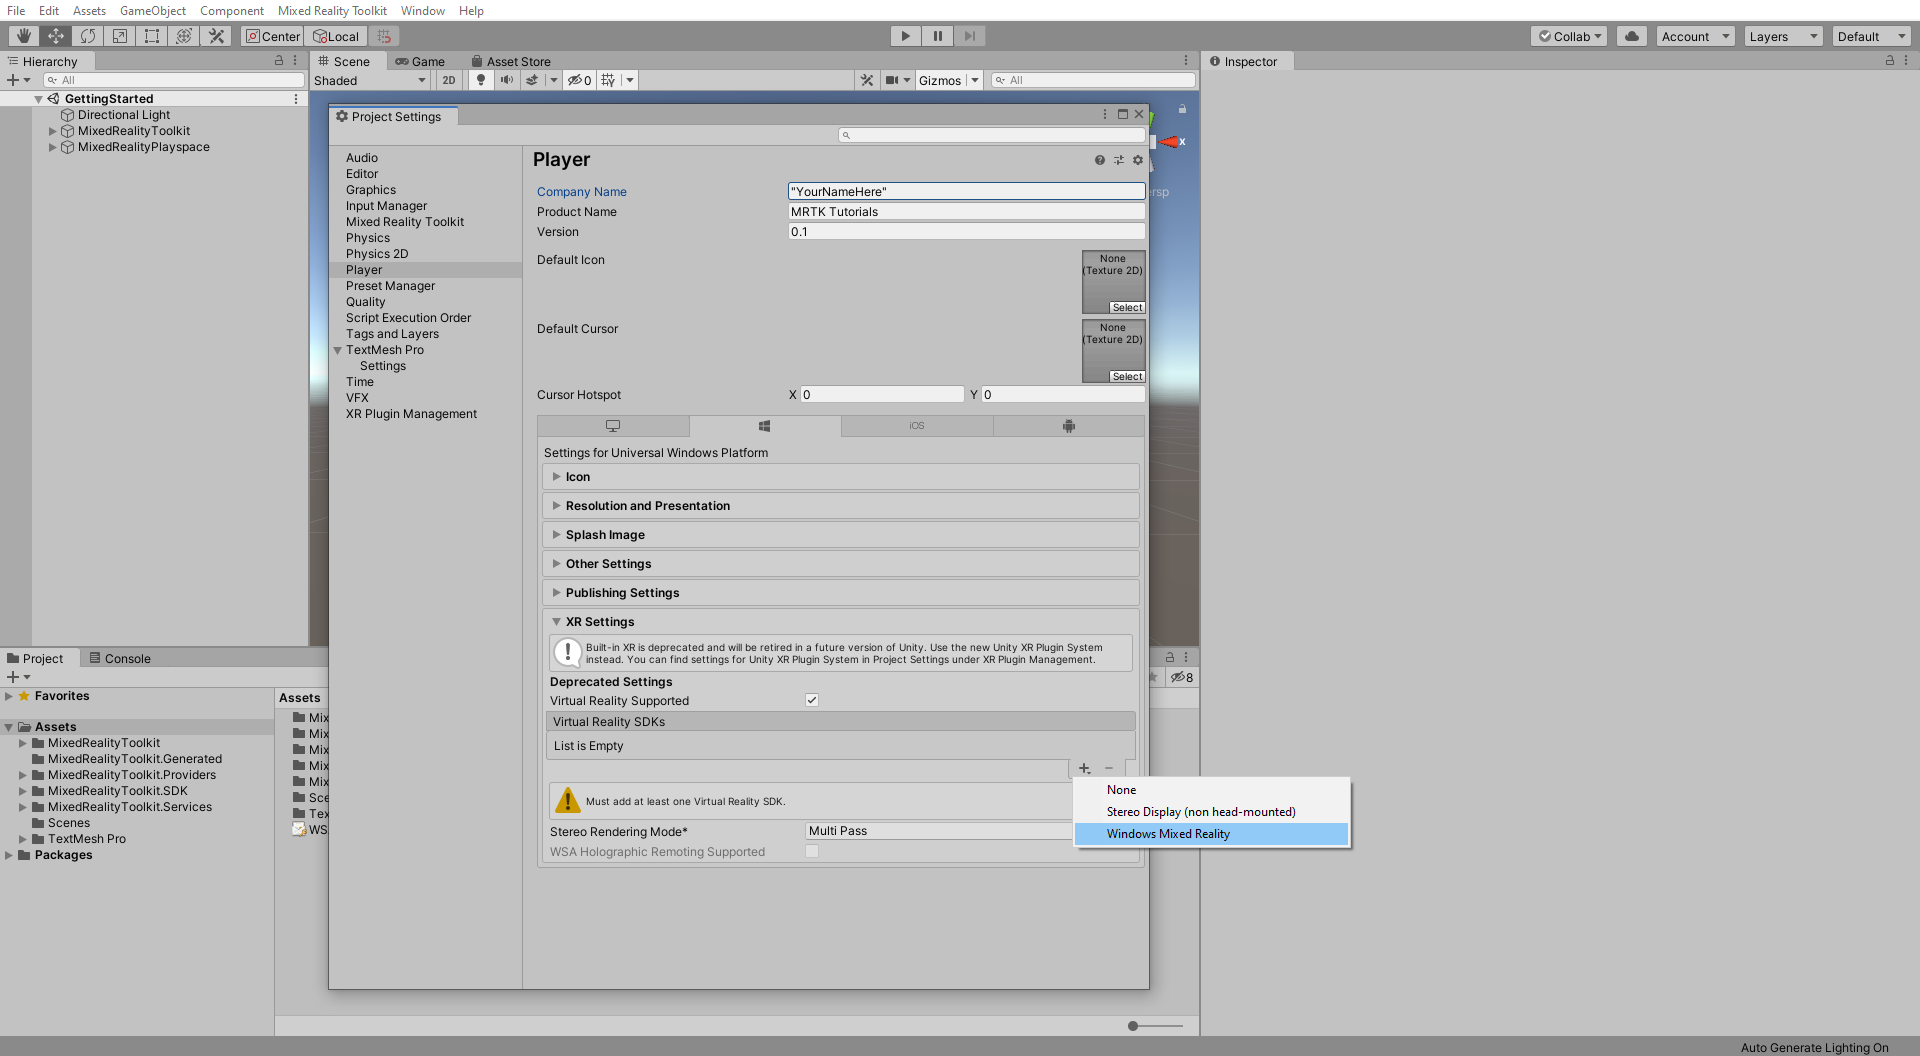 File Edit Assets GameObject Component Mixed Reality Toolkit Window Help
Center Local Collab Account Layers Default
Hierarchy
All
GettingStarted
Directional Light
MixedRealityToolkit
MixedRealityPlayspace
Scene Game Asset Store
Shaded 2D 0 Gizmos All
x
ersp
Inspector
Project Settings
Audio
Editor
Graphics
Input Manager
Mixed Reality Toolkit
Physics
Physics 2D
Player
Preset Manager
Quality
Script Execution Order
Tags and Layers
TextMesh Pro
Settings
Time
VFX
XR Plugin Management
Player
Company Name "YourNameHere"
Product Name MRTK Tutorials
Version 0.1
Default Icon
None
(Texture 2D)
Select
Default Cursor
None
(Texture 2D)
Select
Cursor Hotspot X 0 Y 0
iOS
Settings for Universal Windows Platform
Icon
Resolution and Presentation
Splash Image
Other Settings
Publishing Settings
XR Settings
Built-in XR is deprecated and will be retired in a future version of Unity. Use the new Unity XR Plugin System
instead. You can find settings for Unity XR Plugin System in Project Settings under XR Plugin Management.
Deprecated Settings
Virtual Reality Supported
Virtual Reality SDKs
List is Empty
Must add at least one Virtual Reality SDK.
Stereo Rendering Mode* Multi Pass
WSA Holographic Remoting Supported
None
Stereo Display (non head-mounted)
Windows Mixed Reality
Project Console
8
Favorites
Assets
MixedRealityToolkit
MixedRealityToolkit.Generated
MixedRealityToolkit.Providers
MixedRealityToolkit.SDK
MixedRealityToolkit.Services
Scenes
TextMesh Pro
Packages
Assets
Mix
Mix
Mix
Mix
Mix
Sce
Tex
WS
Auto Generate Lighting On